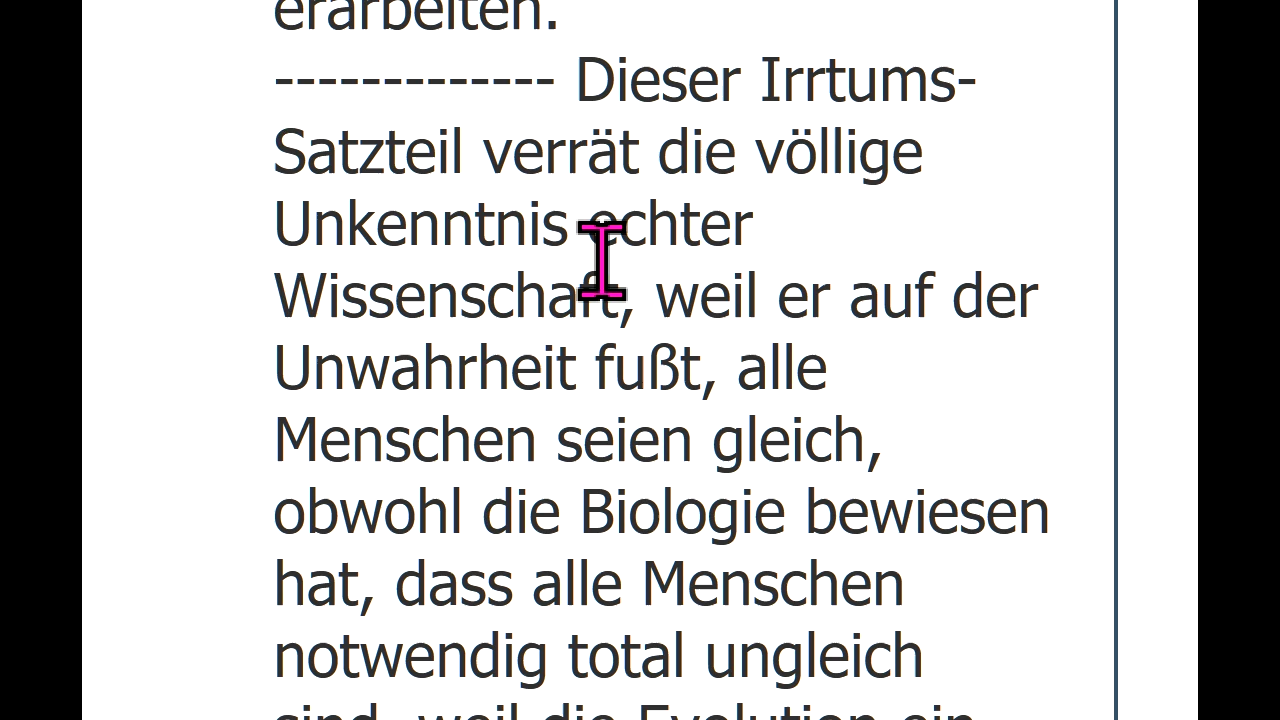 erarbeiten.
------------- Dieser Irrtums-
Satzteil verrät die völlige
Unkenntnis echter
Wissenschaft, weil er auf der
Unwahrheit fußt, alle
Menschen seien gleich,
obwohl die Biologie bewiesen
hat, dass alle Menschen
notwendig total ungleich
sind, weil die Evolution ein